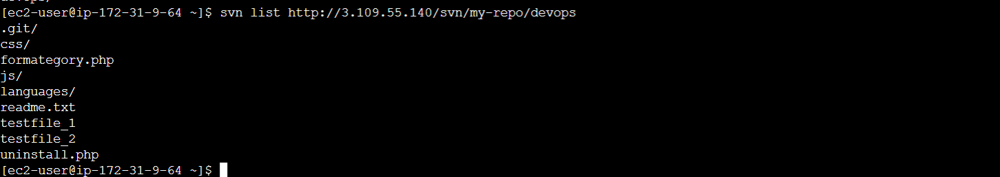 [ec2-user@ip-172-31-9-64 ~]$ svn list http://3.109.55.140/svn/my-repo/devops
.git/
css/
formategory.php
js/
languages/
readme.txt
testfile_1
testfile_2
uninstall.php
[ec2-user@ip-172-31-9-64 ~]$